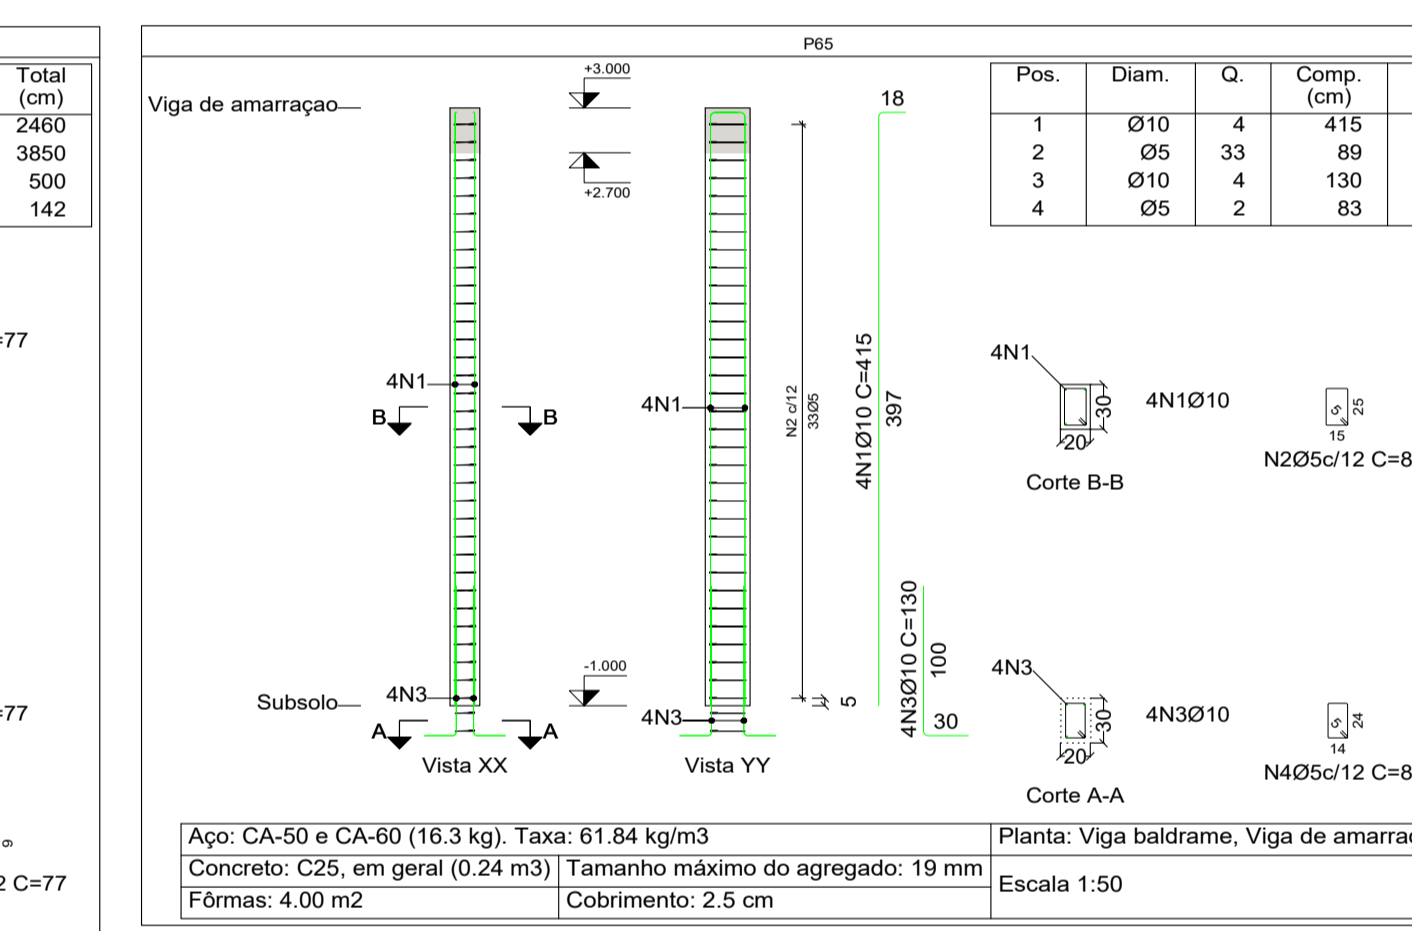 Total
(cm)
2460
3850
500
142
=77
=77
9
2 C=77
P65
Viga de amarraçao
+3.000
+2.700
18
4N1
B B
4N1
N2 c/12
33Ø5
4N1Ø10 C=415
397
Subsolo
4N3
-1.000
4N3
A A
5
4N3Ø10 C=130
100
30
Vista XX
Vista YY
Pos. Diam. Q. Comp.
(cm)
1 Ø10 4 415
2 Ø5 33 89
3 Ø10 4 130
4 Ø5 2 83
4N1
30
20
4N1Ø10
5
25
15
N2Ø5c/12 C=8
Corte B-B
4N3
30
20
4N3Ø10
5
24
14
N4Ø5c/12 C=8
Corte A-A
Aço: CA-50 e CA-60 (16.3 kg). Taxa: 61.84 kg/m3
Planta: Viga baldrame, Viga de amarra
Concreto: C25, em geral (0.24 m3)
Tamanho máximo do agregado: 19 mm
Escala 1:50
Fôrmas: 4.00 m2
Cobrimento: 2.5 cm